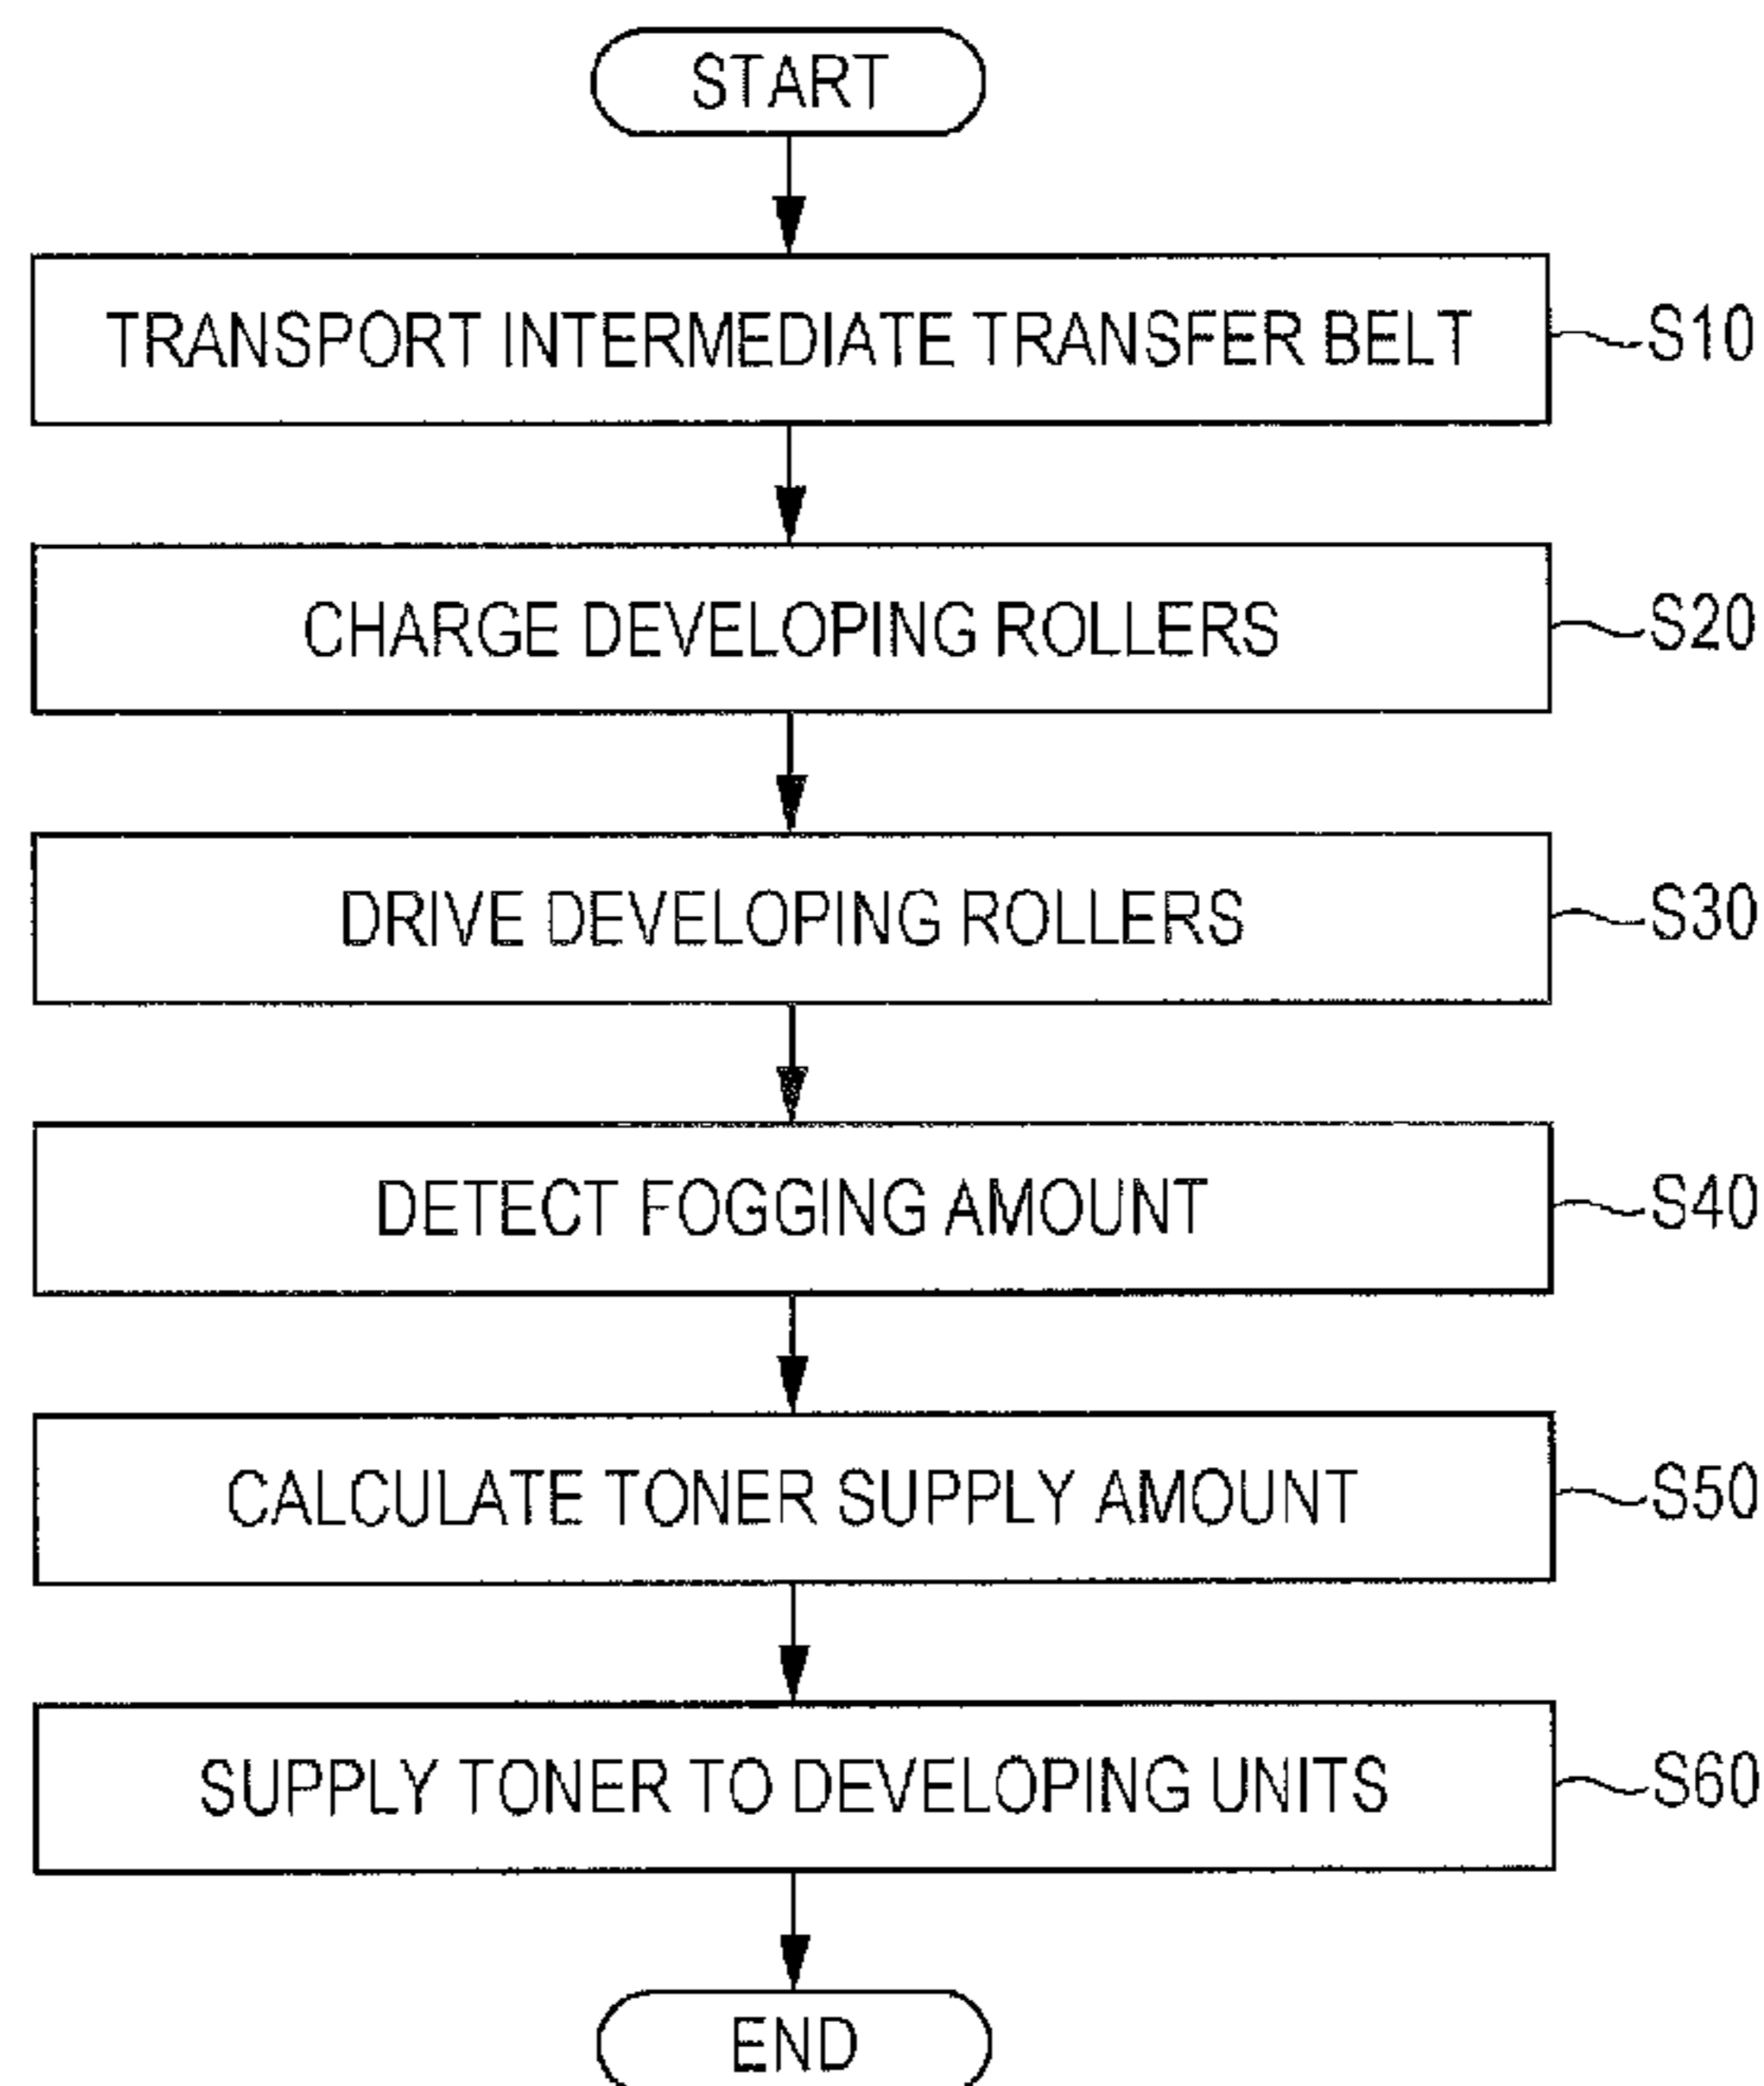 START
TRANSPORT INTERMEDIATE TRANSFER BELT
S10
CHARGE DEVELOPING ROLLERS
S20
DRIVE DEVELOPING ROLLERS
S30
DETECT FOGGING AMOUNT
S40
CALCULATE TONER SUPPLY AMOUNT
S50
SUPPLY TONER TO DEVELOPING UNITS
S60
END